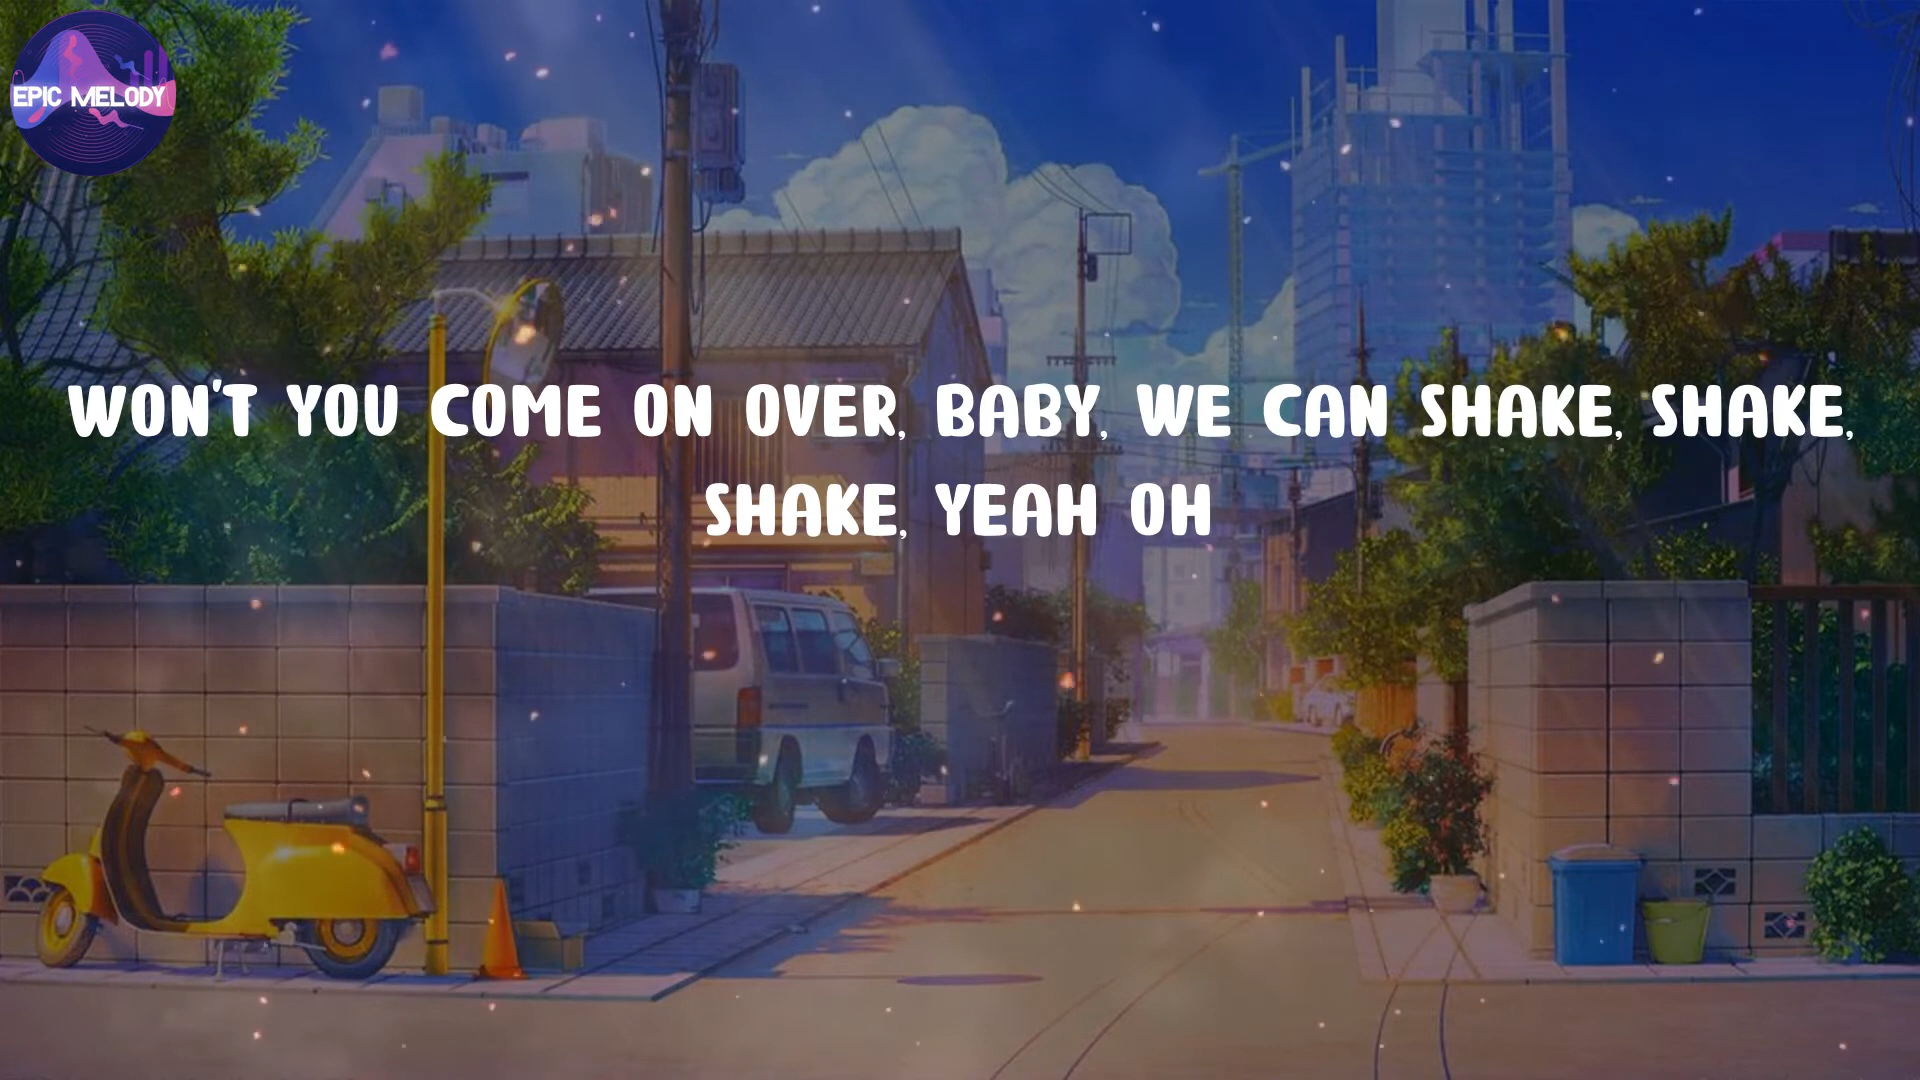 EPIC MELODY
WON'T YOU COME ON OVER, BABY, WE CAN SHAKE, SHAKE,
SHAKE, YEAH OH